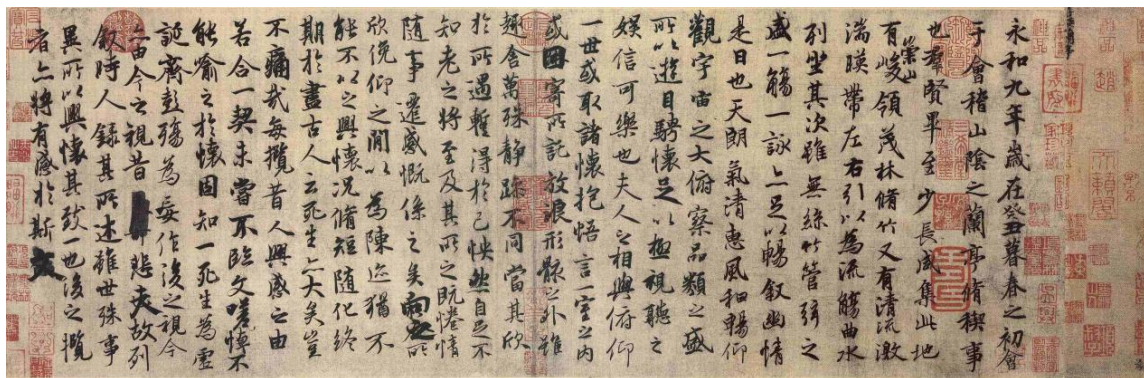 永和九年歲在癸丑暮春之初會
于會稽山陰之蘭亭脩稧事
也羣賢畢至少長咸集此地
有崇山峻領茂林脩竹又有清流激
湍暎帶左右引以為流觴曲水
列坐其次雖無絲竹管弦之
盛一觴一詠亦足以暢敘幽情
是日也天朗氣清惠風和暢仰
觀宇宙之大俯察品類之盛
所以遊目騁懷足以極視聽之
娛信可樂也夫人之相與俯仰
一世或取諸懷抱悟言一室之內
或因寄所託放浪形骸之外雖
趣舍萬殊靜躁不同當其欣
於所遇暫得於己怏然自足不
知老之將至及其所之既惓情
隨事遷感慨係之矣向之所
欣俛仰之閒以為陳迹猶不
能不以之興懷況脩短隨化終
期於盡古人云死生亦大矣豈
不痛哉每攬昔人興感之由
若合一契未嘗不臨文嗟悼不
能喻之於懷固知一死生為虛
誕齊彭殤為妄作後之視今
亦由今之視昔悲夫故列
敘時人錄其所述雖世殊事
異所以興懷其致一也後之攬
者亦將有感於斯文